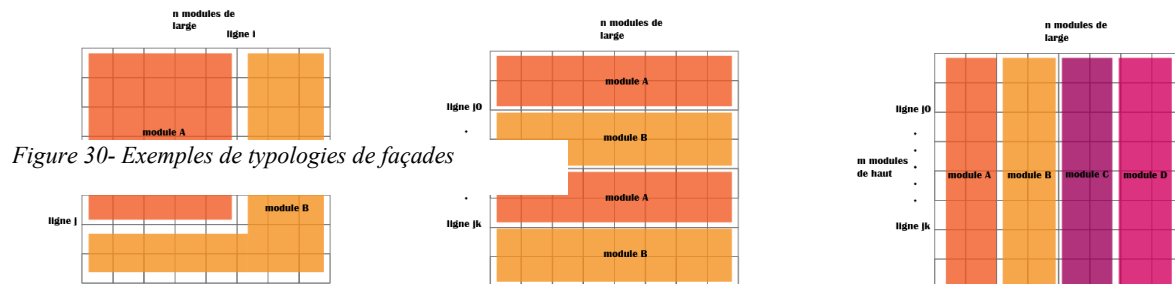 n modules de
large
ligne i
module A
Figure 30- Exemples de typologies de façades
ligne j
module B
n modules de
large
ligne j0
.
.
ligne jk
module A
module B
module A
module B
n modules de
large
ligne j0
.
.
.
.
.
m modules
de haut
ligne jk
module A
module B
module C
module D